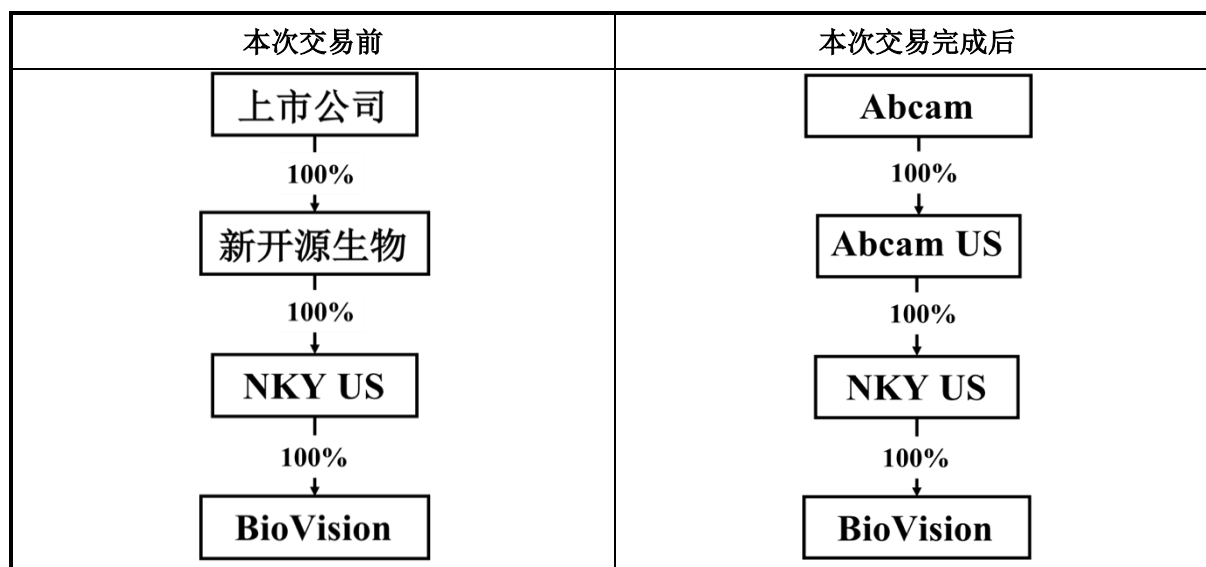 本次交易前
上市公司
100%
新开源生物
100%
NKY US
100%
BioVision
本次交易完成后
Abcam
100%
Abcam US
100%
NKY US
100%
BioVision